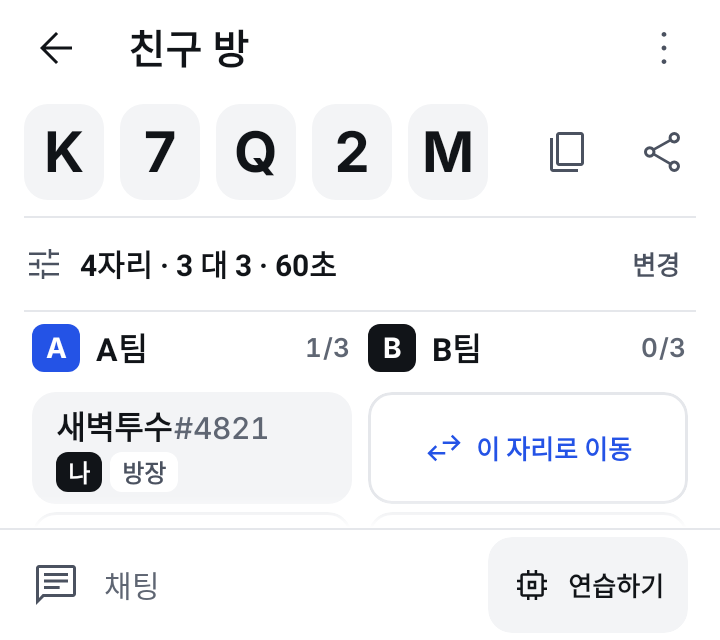 친구 방
K 7 Q 2 M
4자리 · 3 대 3 · 60초 변경
A A팀 1/3 B B팀 0/3
새벽투수#4821
나 방장
이 자리로 이동
채팅 연습하기